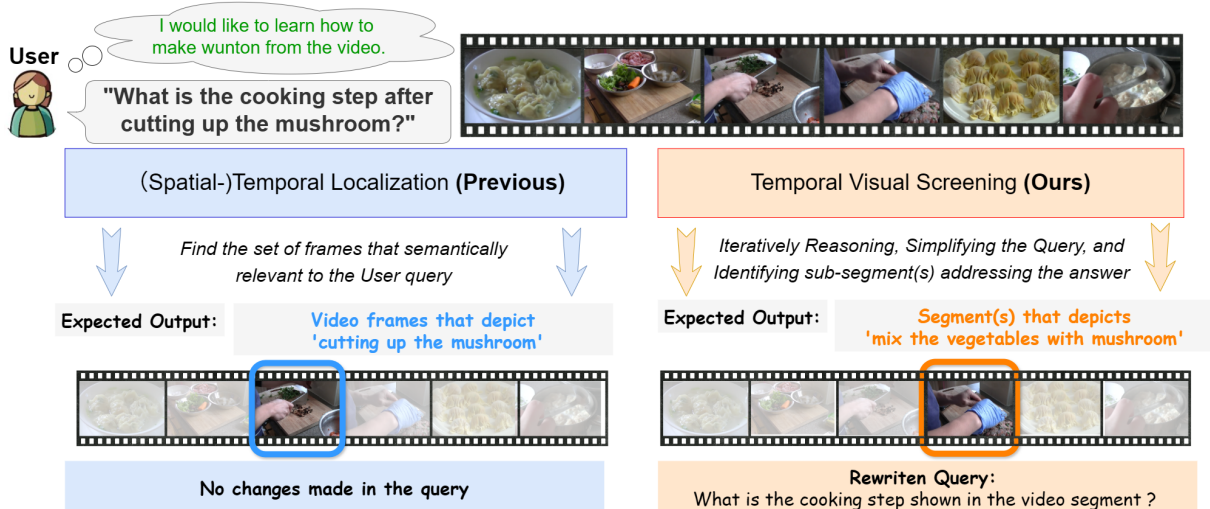 User
I would like to learn how to
make wunton from the video.
"What is the cooking step after
cutting up the mushroom?"
（Spatial-)Temporal Localization (Previous)
Find the set of frames that semantically
relevant to the User query
Expected Output:
Video frames that depict
'cutting up the mushroom'
No changes made in the query
Temporal Visual Screening (Ours)
Iteratively Reasoning, Simplifying the Query, and
Identifying sub-segment(s) addressing the answer
Expected Output:
Segment(s) that depicts
'mix the vegetables with mushroom'
Rewriten Query:
What is the cooking step shown in the video segment ?